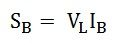 S_B = V_L I_B